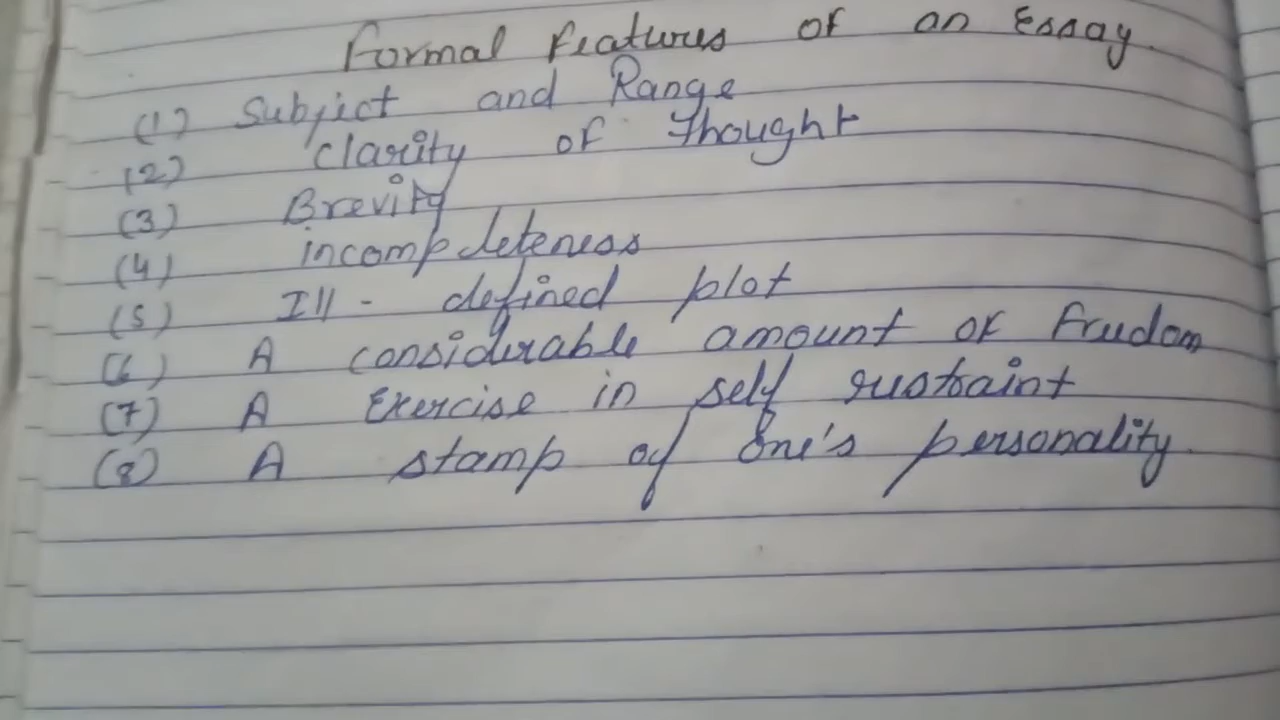 Formal Features of an Essay.
(1) Subject and Range
(2) Clarity of Thought
(3) Brevity
(4) incompleteness
(5) Ill - defined plot
(6) A considerable amount of Freedom
(7) A Exercise in self restraint
(8) A stamp of One's personality.